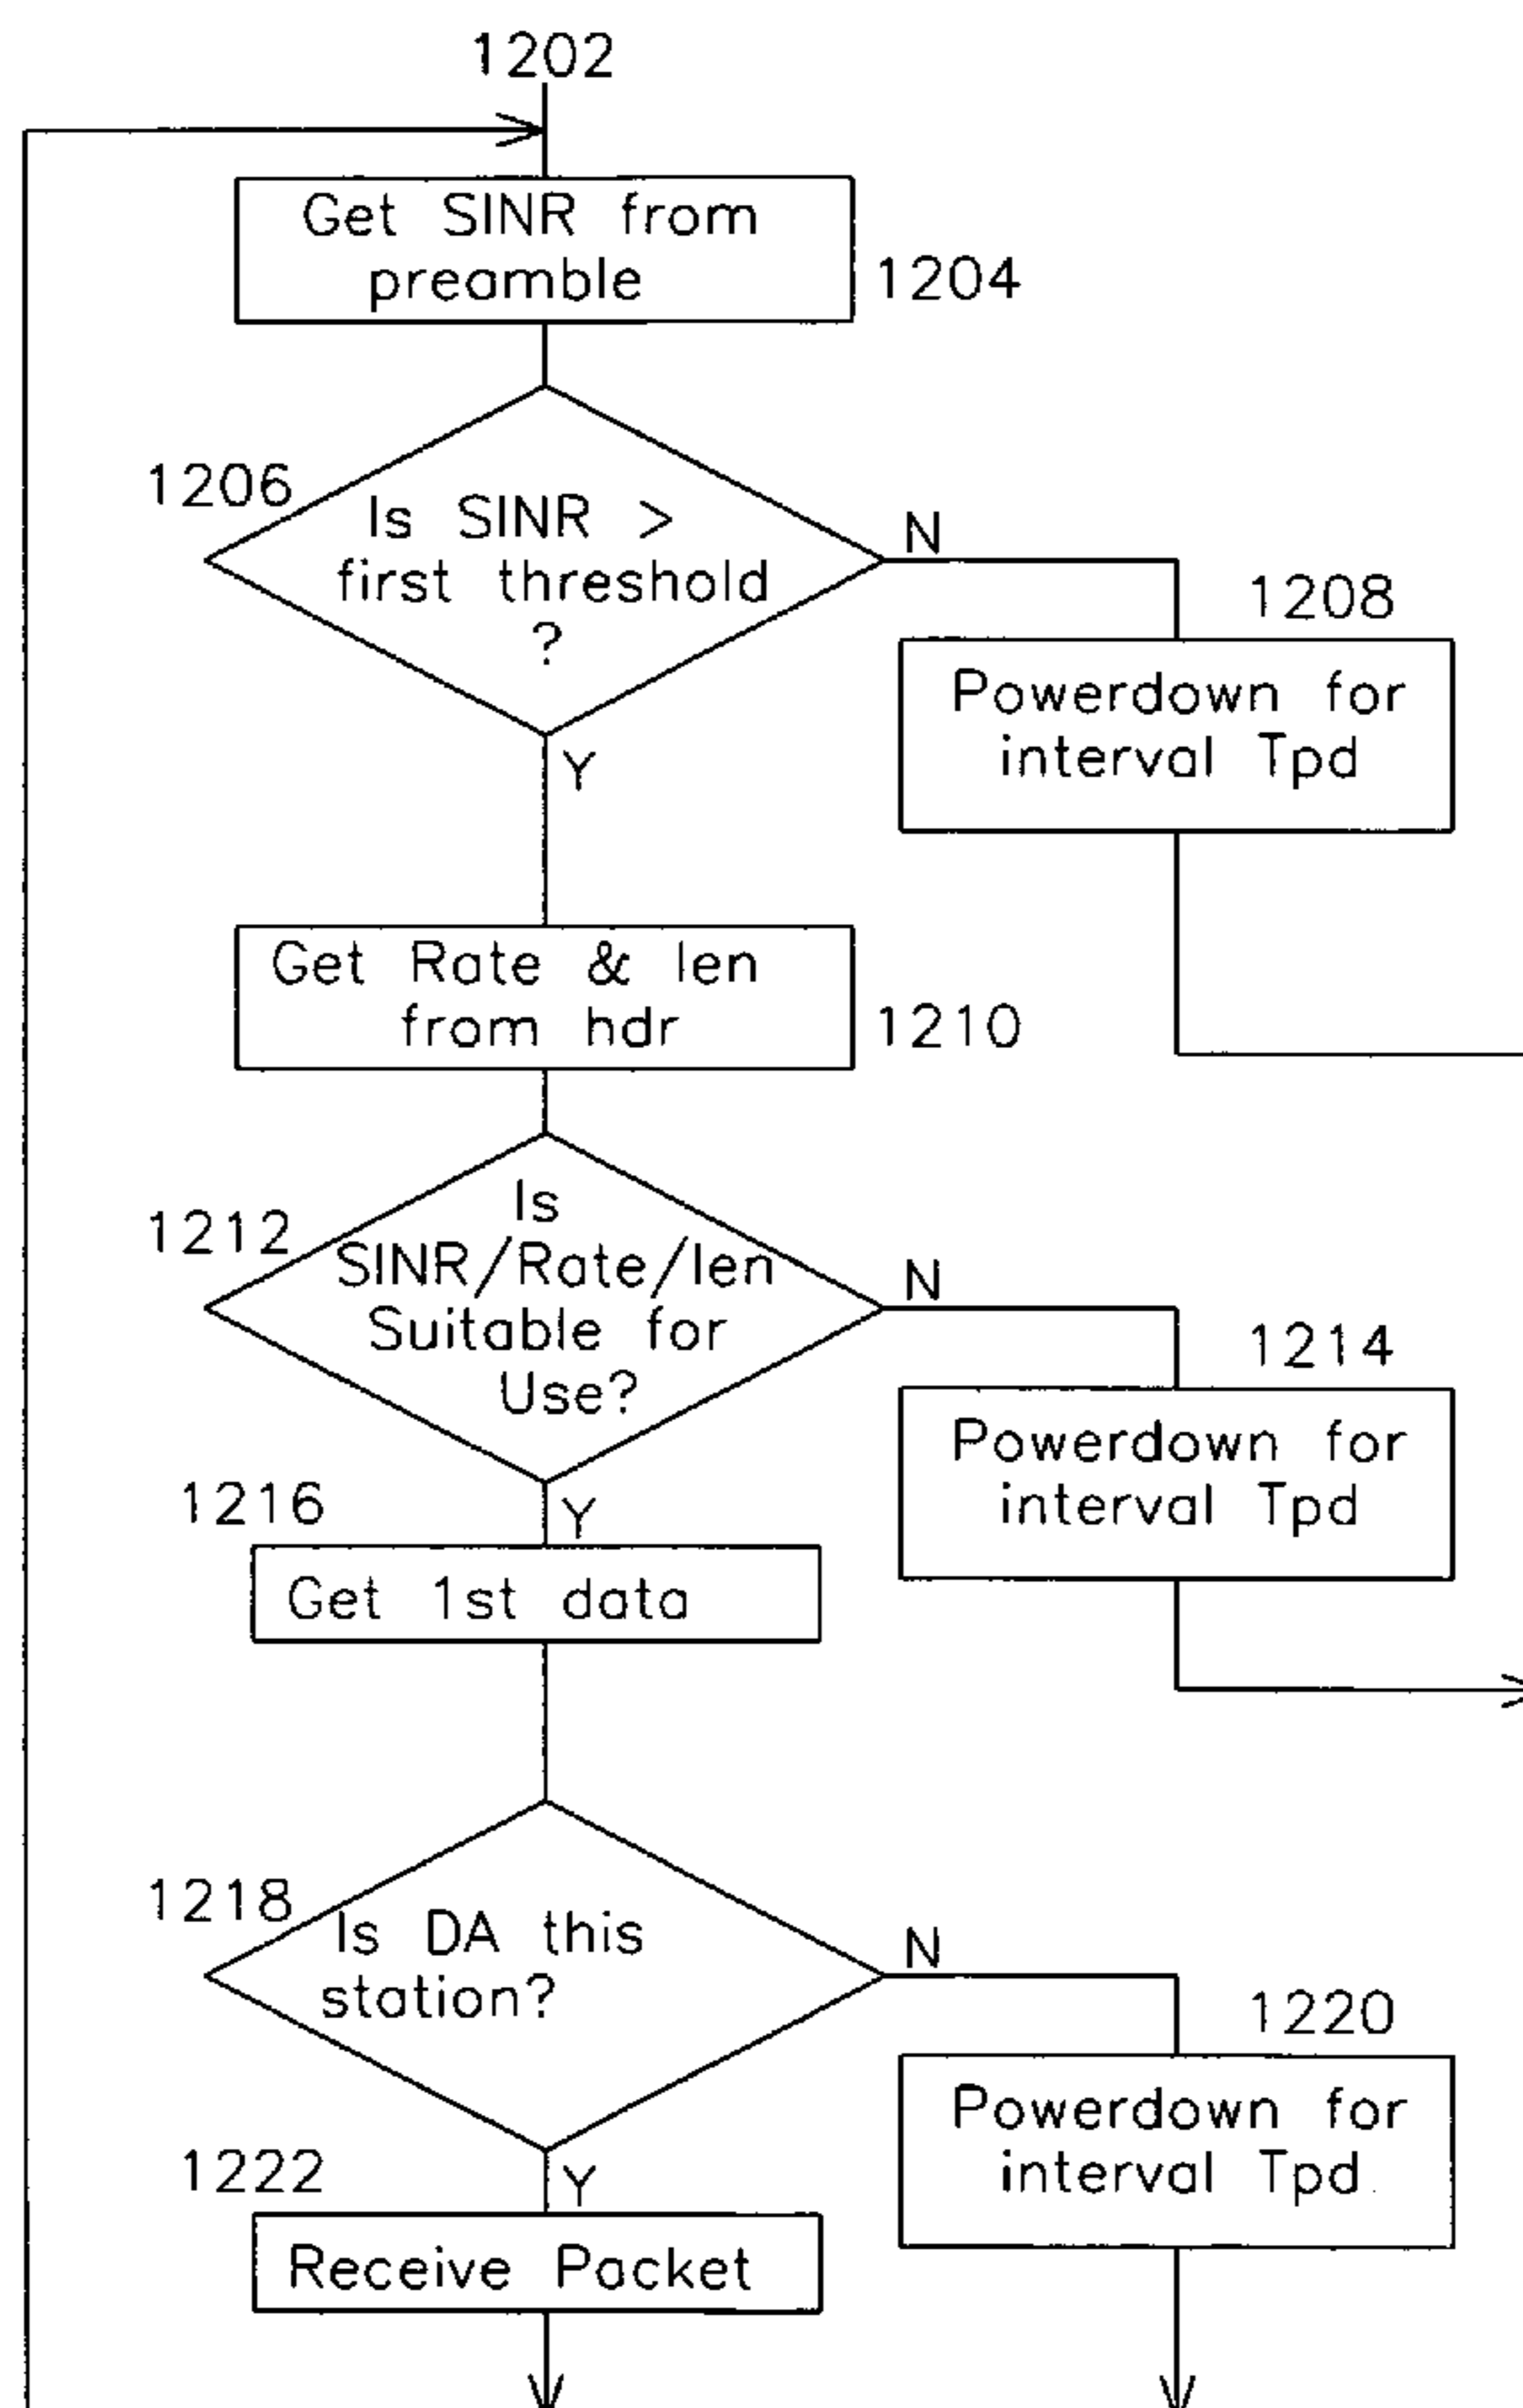 1202
Get SINR from
preamble
1204
1206
Is SINR >
first threshold
?
N
Y
1208
Powerdown for
interval Tpd
Get Rate & len
from hdr
1210
1212
Is
SINR/Rate/len
Suitable for
Use?
N
Y
1214
Powerdown for
interval Tpd
1216
Get 1st data
1218
Is DA this
station?
N
Y
1220
Powerdown for
interval Tpd
1222
Receive Packet